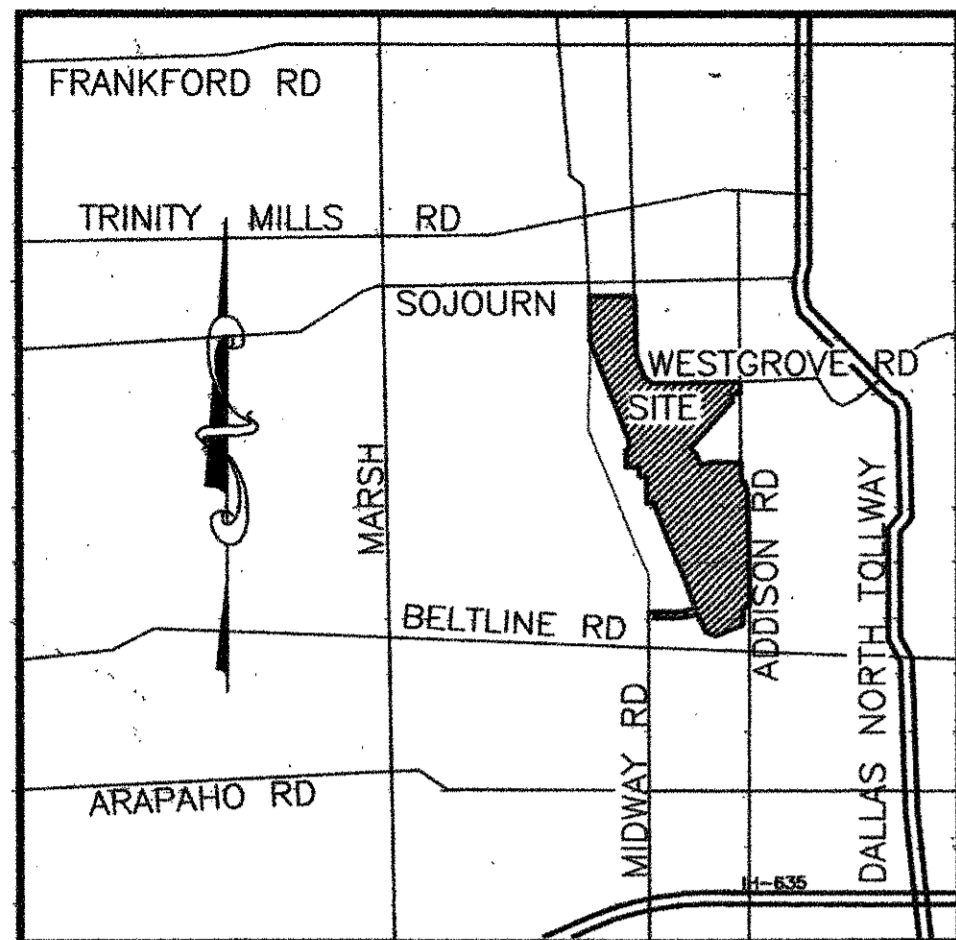 FRANKFORD RD
TRINITY MILLS RD
SOJOURN
WESTGROVE RD
SITE
MARSH
ADDISON RD
DALLAS NORTH TOLLWAY
BELTLINE RD
MIDWAY RD
ARAPAHO RD
IH-635